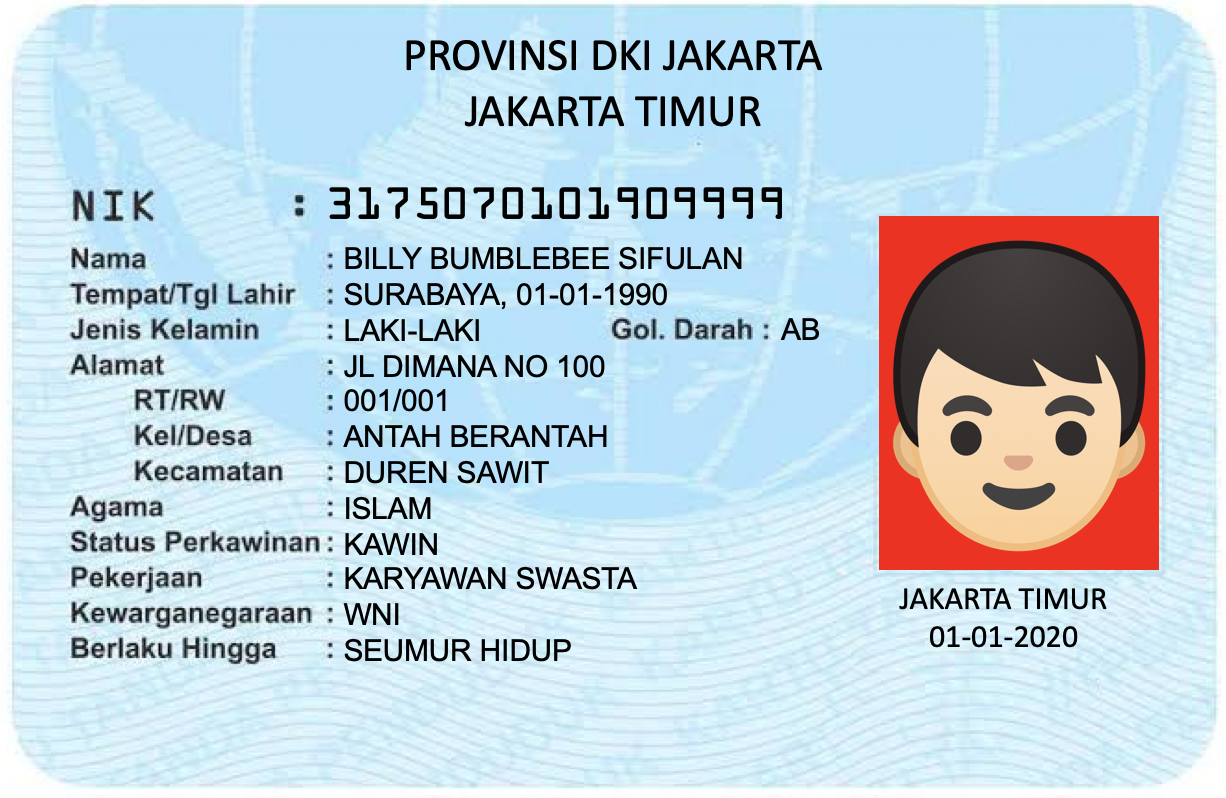 PROVINSI DKI JAKARTA
JAKARTA TIMUR
NIK : 3175070101909999
Nama : BILLY BUMBLEBEE SIFULAN
Tempat/Tgl Lahir : SURABAYA, 01-01-1990
Jenis Kelamin : LAKI-LAKI Gol. Darah : AB
Alamat : JL DIMANA NO 100
RT/RW : 001/001
Kel/Desa : ANTAH BERANTAH
Kecamatan : DUREN SAWIT
Agama : ISLAM
Status Perkawinan : KAWIN
Pekerjaan : KARYAWAN SWASTA
Kewarganegaraan : WNI
Berlaku Hingga : SEUMUR HIDUP
JAKARTA TIMUR
01-01-2020